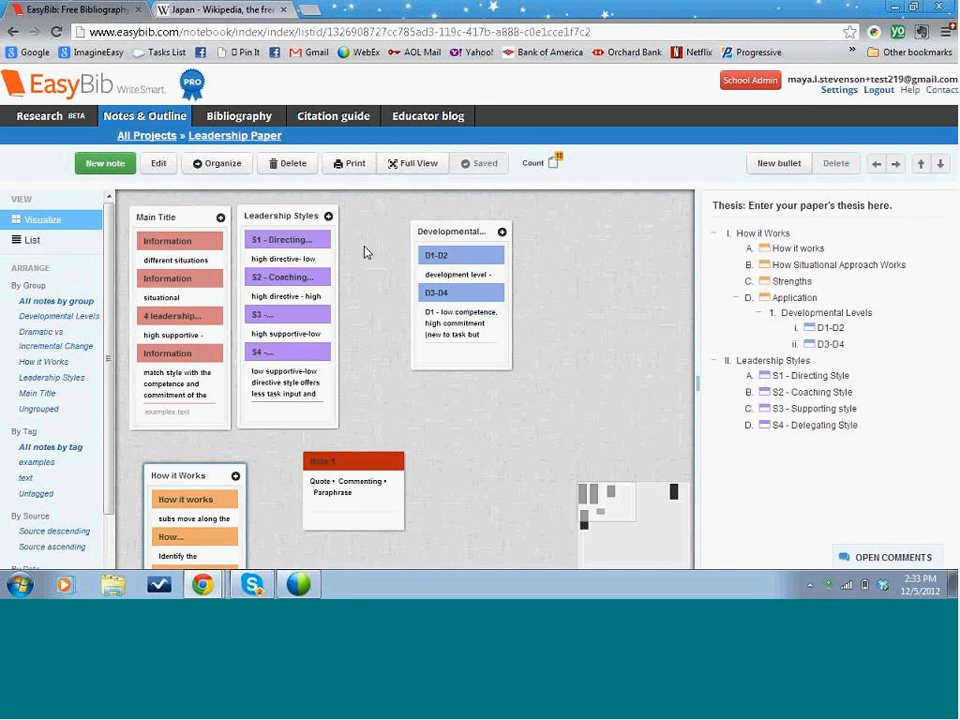 EasyBib: Free Bibliography
Japan - Wikipedia, the free
www.easybib.com/notebook/index/index/listid/1326908727cc785ad3-119c-417b-a888-c0e1cce1f7c2
Google ImagineEasy Tasks List Pin It Gmail WebEx AOL Mail Yahoo! Bank of America Orchard Bank Netflix Progressive » Other bookmarks
EasyBib Write Smart. PRO
School Admin maya.l.stevenson+test219@gmail.com
Settings Logout Help Contact
Research BETA Notes & Outline Bibliography Citation guide Educator blog
All Projects » Leadership Paper
New note Edit Organize Delete Print Full View Saved Count 18 New bullet Delete
VIEW
Visualize
List
ARRANGE
By Group
All notes by group
Developmental Levels
Dramatic vs
Incremental Change
How it Works
Leadership Styles
Main Title
Ungrouped
By Tag
All notes by tag
examples
text
Untagged
By Source
Source descending
Source ascending
Main Title
Information
different situations
Information
situational
4 leadership...
high supportive -
Information
match style with the
competence and
commitment of the
examples,text
Leadership Styles
S1 - Directing...
high directive- low
S2 - Coaching...
high directive - high
S3 -...
high supportive-low
S4 -...
low supportive-low
directive style offers
less task input and
Developmental...
D1-D2
development level -
D3-D4
D1 - low competence,
high commitment
(new to task but
How it Works
How it works
subs move along the
How...
Identify the
Note 1
Quote • Commenting •
Paraphrase
Thesis: Enter your paper's thesis here.
I. How it Works
A. How it works
B. How Situational Approach Works
C. Strengths
D. Application
1. Developmental Levels
i. D1-D2
ii. D3-D4
II. Leadership Styles
A. S1 - Directing Style
B. S2 - Coaching Style
C. S3 - Supporting style
D. S4 - Delegating Style
OPEN COMMENTS
2:33 PM
12/5/2012